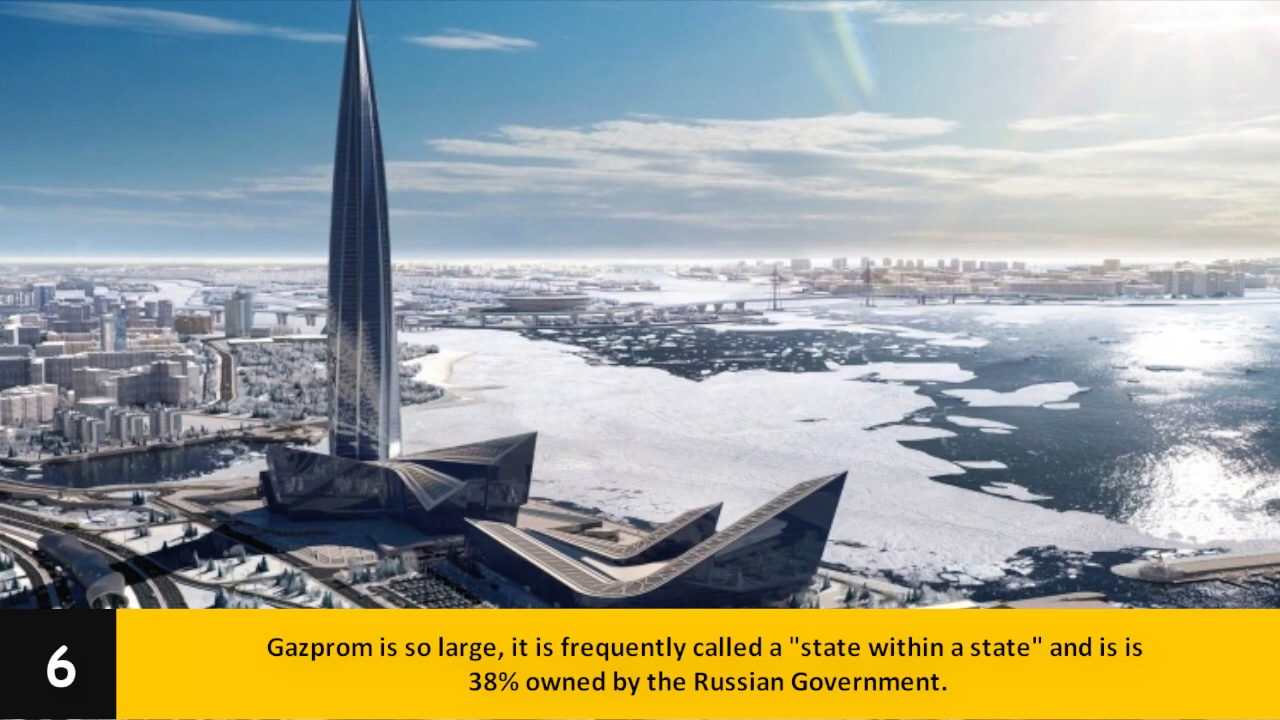 6
Gazprom is so large, it is frequently called a "state within a state" and is is
38% owned by the Russian Government.